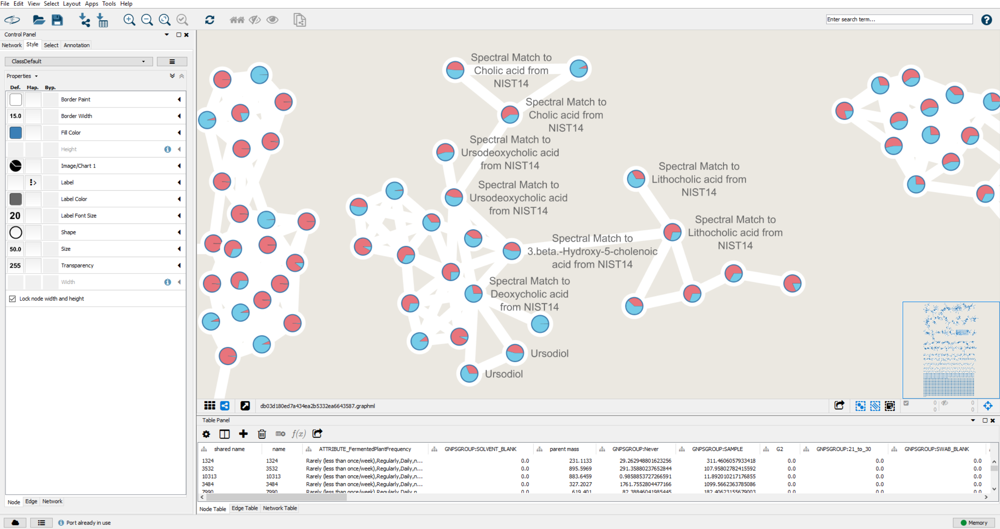 File Edit View Select Layout Apps Tools Help
Enter search term...
Control Panel
Network Style Select Annotation
ClassDefault
Properties
Def. Map. Byp.
Border Paint
15.0 Border Width
Fill Color
Height
Image/Chart 1
Label
Label Color
20 Label Font Size
Shape
50.0 Size
255 Transparency
Width
Lock node width and height
Node Edge Network
Spectral Match to
Cholic acid from
NIST14
Spectral Match to
Cholic acid from
NIST14
Spectral Match to
Ursodeoxycholic acid
from NIST14
Spectral Match to
Ursodeoxycholic acid
from NIST14
Spectral Match to
Lithocholic acid from
NIST14
Spectral Match to
Lithocholic acid from
NIST14
Spectral Match to
3.beta.-Hydroxy-5-cholenoic
acid from NIST14
Spectral Match to
Deoxycholic acid
from NIST14
Ursodiol
Ursodiol
db03d180ed7a434ea2b5332ea6643587.graphml
0 0
0 0
Table Panel
f(x)
shared name name ATTRIBUTE_FermentedPlantFrequency GNPSGROUP:SOLVENT_BLANK parent mass GNPSGROUP:Never GNPSGROUP:SAMPLE G2 GNPSGROUP:21_to_30 GNPSGROUP:SWAB_BLANK
1324 1324 Rarely (less than once/week),Regularly,Daily,n... 0.0 231.1133 29.262948801623256 311.4606057933418 0.0 0.0 0.0
3532 3532 Rarely (less than once/week),Regularly,Daily,n... 0.0 895.5969 291.35880237652844 107.95802782415592 0.0 0.0 0.0
10313 10313 Rarely (less than once/week),Regularly,Daily,n... 0.0 883.6459 0.9858853727266591 11.892010217176855 0.0 0.0 0.0
3484 3484 Rarely (less than once/week),Regularly,Daily,n... 0.0 327.2027 1761.7552804477166 1099.5662363785086 0.0 0.0 0.0
7990 7990 Rarely (less than once/week),Regularly,Daily,n 0.0 619.401 82.38846041985445 182.40623155679003 0.0 0.0 0.0
Node Table Edge Table Network Table
Port already in use
Memory